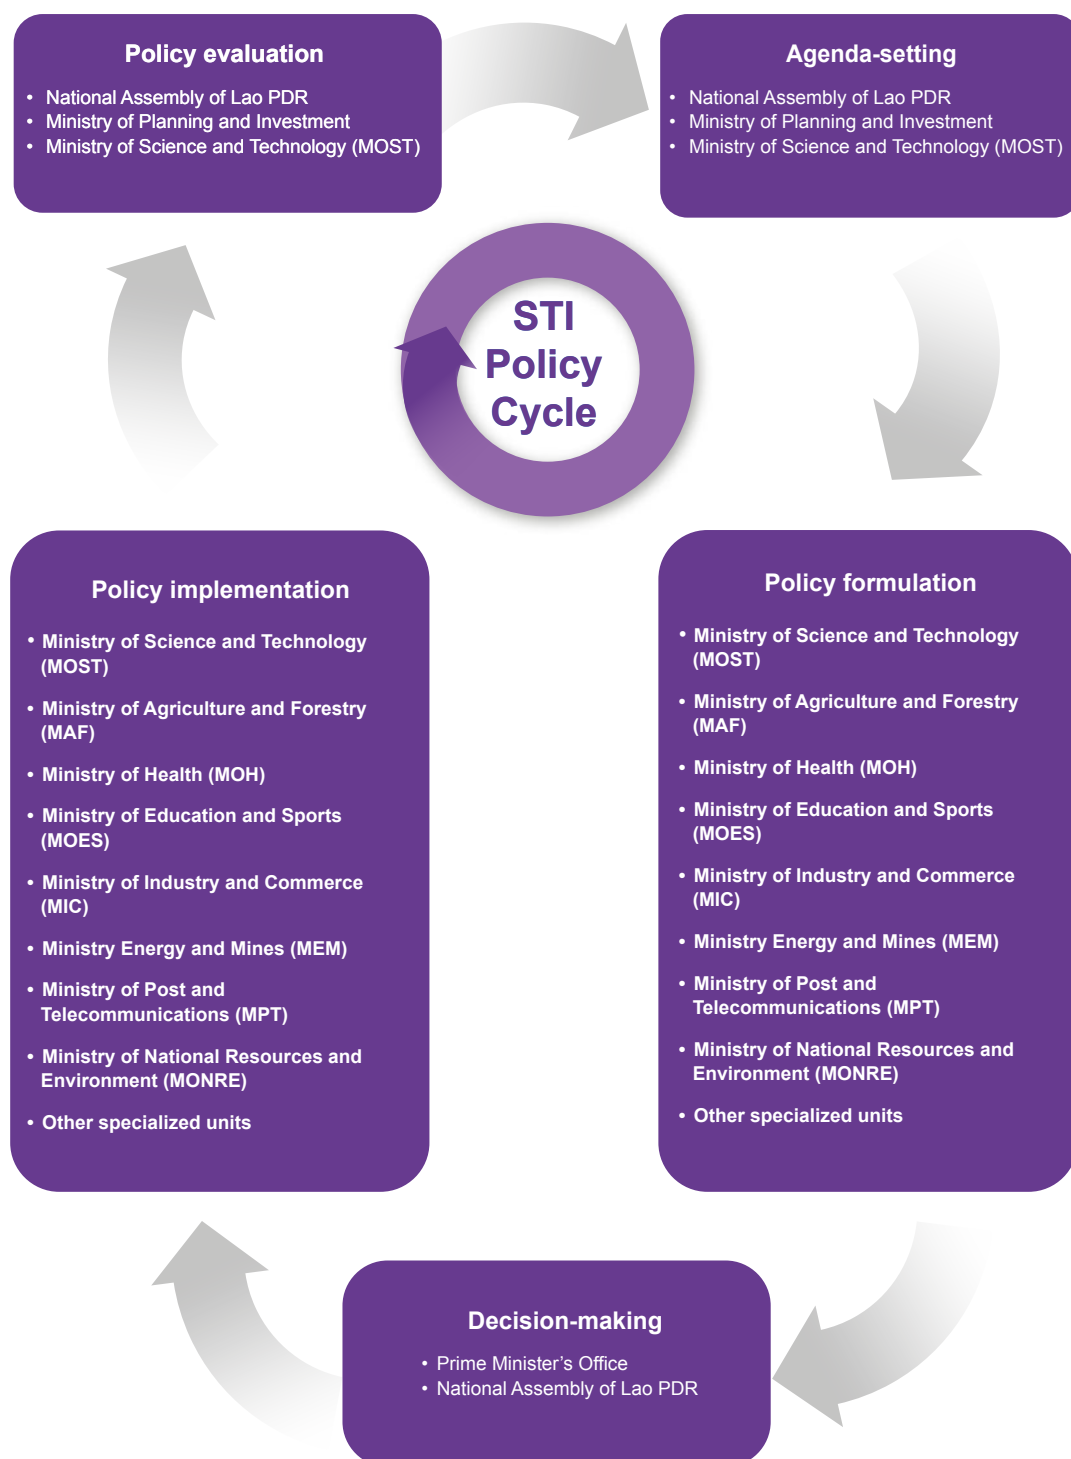 Policy evaluation
• National Assembly of Lao PDR
• Ministry of Planning and Investment
• Ministry of Science and Technology (MOST)
Agenda-setting
• National Assembly of Lao PDR
• Ministry of Planning and Investment
• Ministry of Science and Technology (MOST)
STI
Policy
Cycle
Policy implementation
• Ministry of Science and Technology
(MOST)
• Ministry of Agriculture and Forestry
(MAF)
• Ministry of Health (MOH)
• Ministry of Education and Sports
(MOES)
• Ministry of Industry and Commerce
(MIC)
• Ministry Energy and Mines (MEM)
• Ministry of Post and
Telecommunications (MPT)
• Ministry of National Resources and
Environment (MONRE)
• Other specialized units
Policy formulation
• Ministry of Science and Technology
(MOST)
• Ministry of Agriculture and Forestry
(MAF)
• Ministry of Health (MOH)
• Ministry of Education and Sports
(MOES)
• Ministry of Industry and Commerce
(MIC)
• Ministry Energy and Mines (MEM)
• Ministry of Post and
Telecommunications (MPT)
• Ministry of National Resources and
Environment (MONRE)
• Other specialized units
Decision-making
• Prime Minister’s Office
• National Assembly of Lao PDR